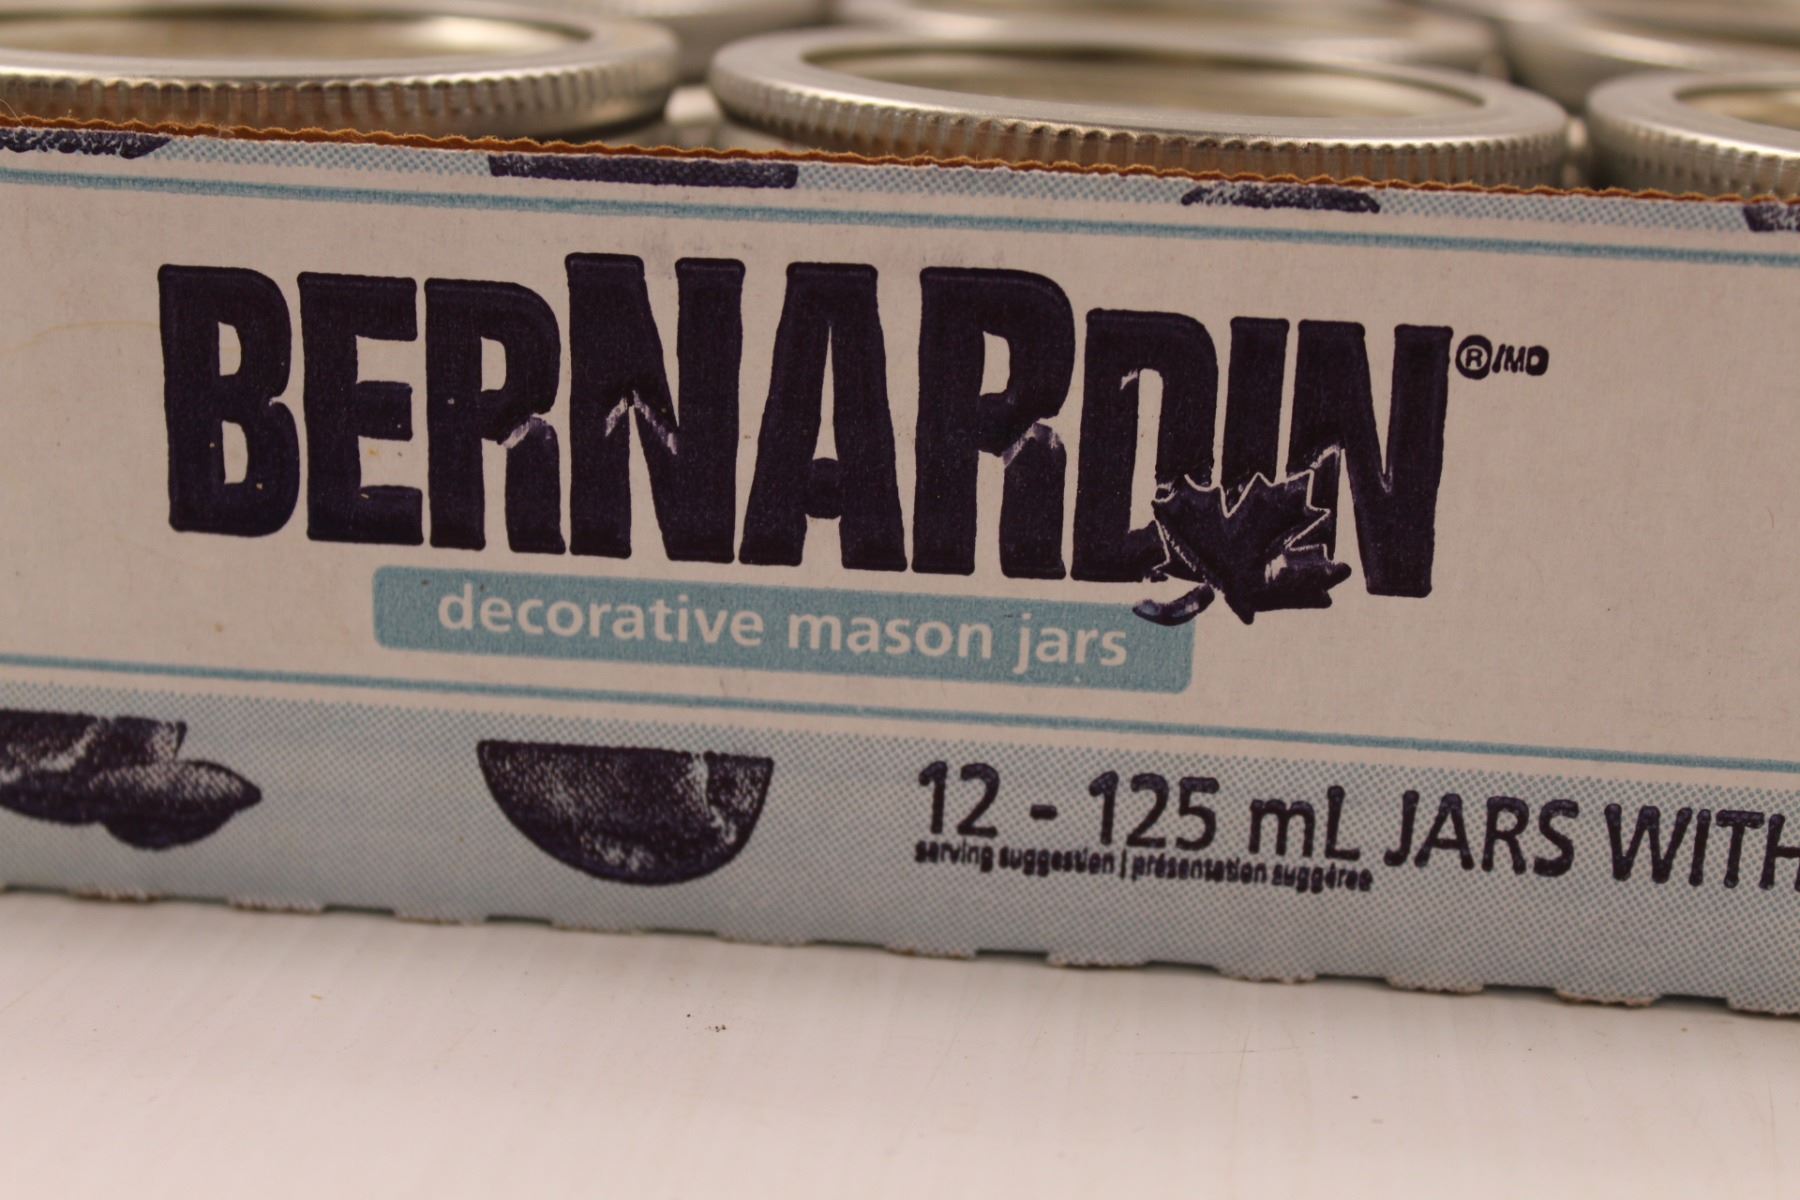 BERNARDIN ®/MD
decorative mason jars
12 - 125 mL JARS WITH
serving suggestion | présentation suggérée